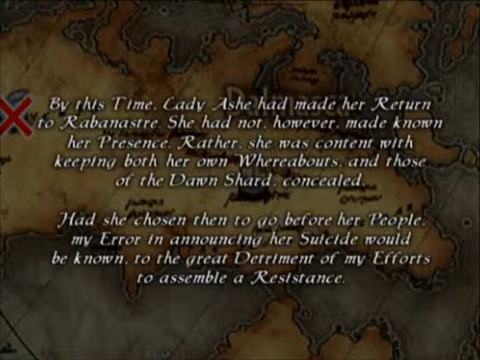 By this Time, Lady Ashe had made her Return
to Rabanastre. She had not, however, made known
her Presence. Rather, she was content with
keeping both her own Whereabouts, and those
of the Dawn Shard, concealed.
Had she chosen then to go before her People,
my Error in announcing her Suicide would
be known, to the great Detriment of my Efforts
to assemble a Resistance.